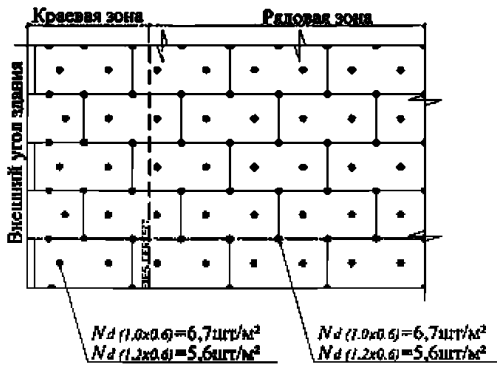 Краевая зона
Рядовая зона
Внешний угол здания
Nd (1.0x0.6)=6,7шт/м²
Nd (1.2x0.6)=5,6шт/м²
Nd (1.0x0.6)=6,7шт/м²
Nd (1.2x0.6)=5,6шт/м²